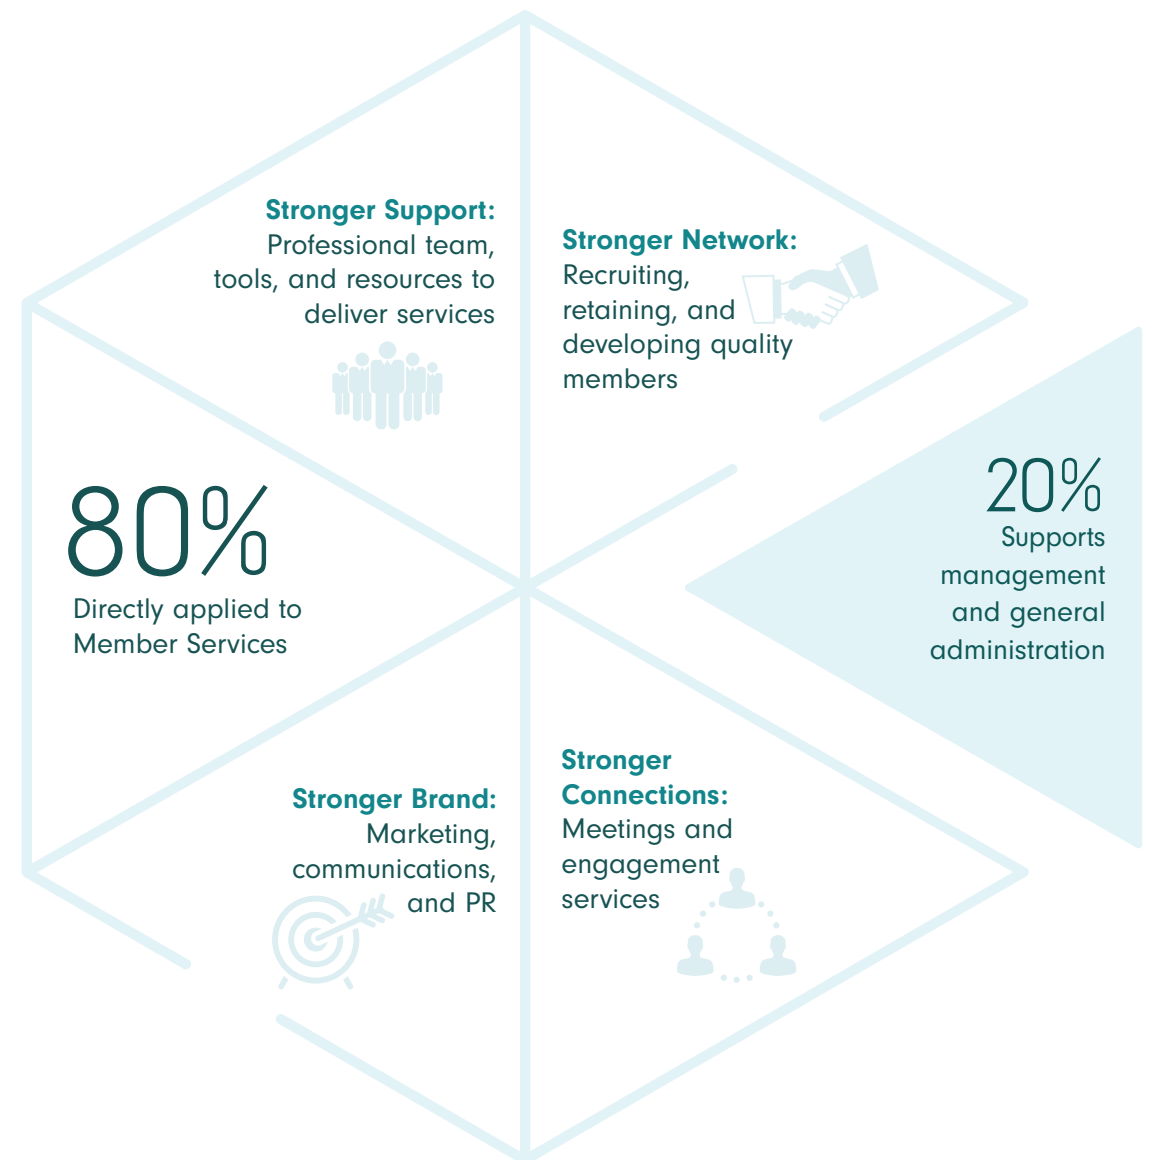 Stronger Support:
Professional team,
tools, and resources to
deliver services
Stronger Network:
Recruiting,
retaining, and
developing quality
members
80%
Directly applied to
Member Services
20%
Supports
management
and general
administration
Stronger Brand:
Marketing,
communications,
and PR
Stronger
Connections:
Meetings and
engagement
services